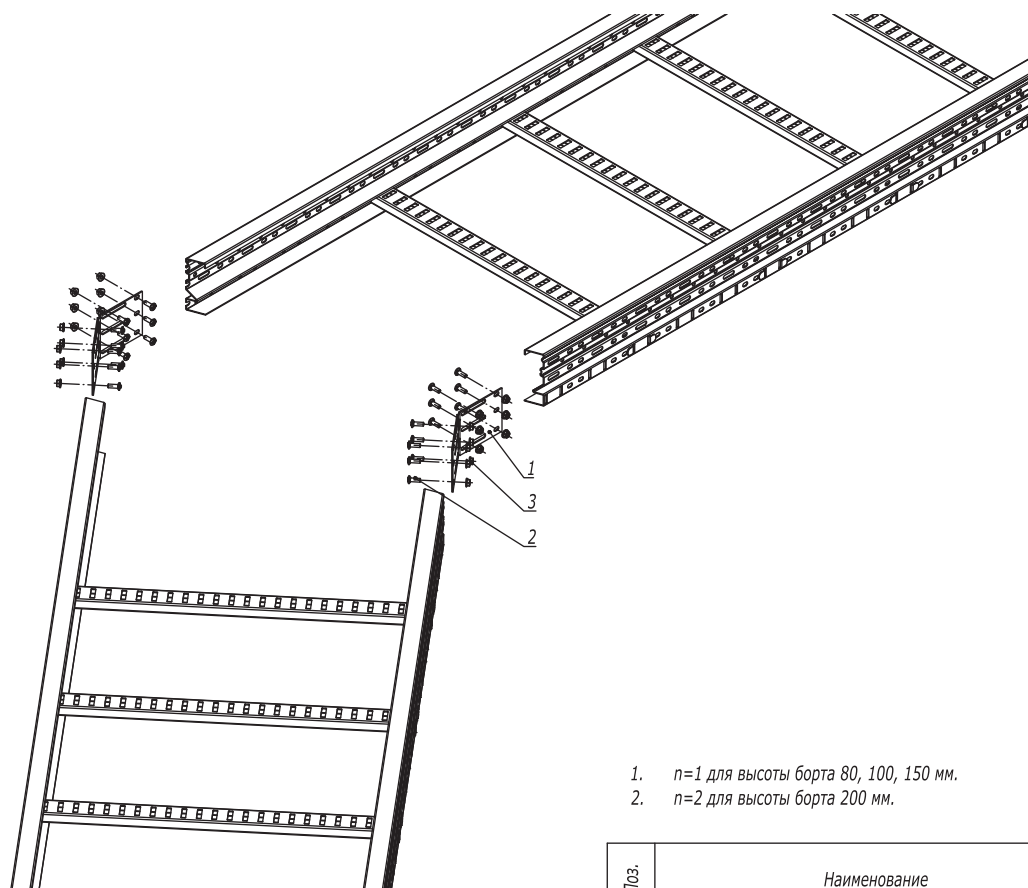 1
3
2
1. n=1 для высоты борта 80, 100, 150 мм.
2. n=2 для высоты борта 200 мм.
Поз.
Наименование